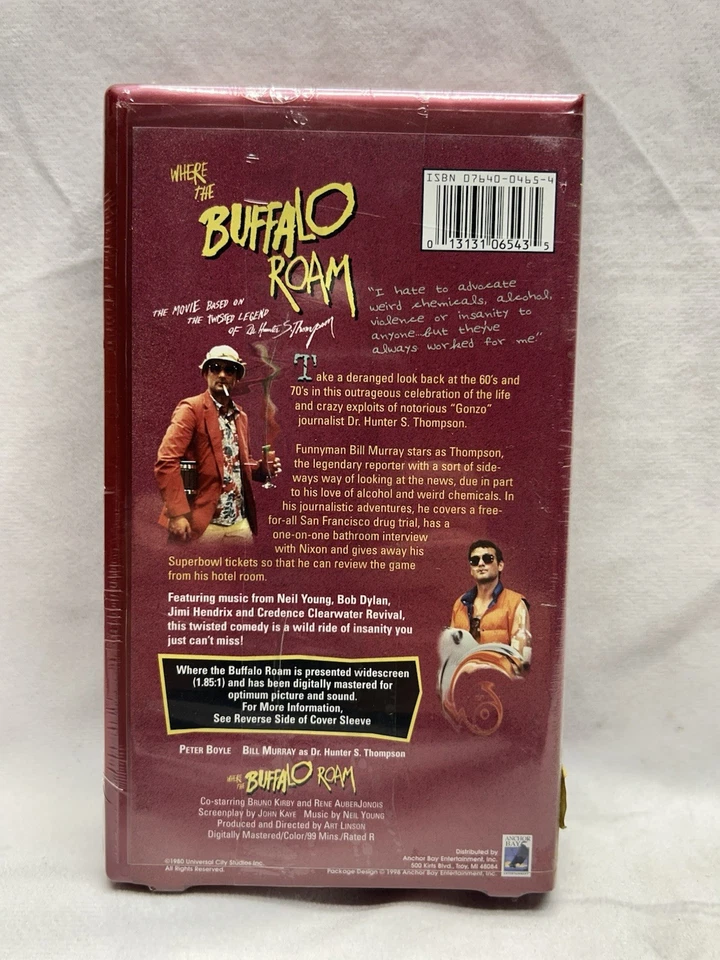 WHERE
THE
BUFFALO
ROAM
THE MOVIE BASED ON
THE TWISTED LEGEND
OF Dr. Hunter S. Thompson
ISBN 07640-0465-4
0 13131 06543 5
"I hate to advocate
weird chemicals, alcohol,
violence or insanity to
anyone...but they've
always worked for me"
Take a deranged look back at the 60's and
70's in this outrageous celebration of the life
and crazy exploits of notorious "Gonzo"
journalist Dr. Hunter S. Thompson.
Funnyman Bill Murray stars as Thompson,
the legendary reporter with a sort of side-
ways way of looking at the news, due in part
to his love of alcohol and weird chemicals. In
his journalistic adventures, he covers a free-
for-all San Francisco drug trial, has a
one-on-one bathroom interview
with Nixon and gives away his
Superbowl tickets so that he can review the game
from his hotel room.
Featuring music from Neil Young, Bob Dylan,
Jimi Hendrix and Credence Clearwater Revival,
this twisted comedy is a wild ride of insanity you
just can't miss!
Where the Buffalo Roam is presented widescreen
(1.85:1) and has been digitally mastered for
optimum picture and sound.
For More Information,
See Reverse Side of Cover Sleeve
PETER BOYLE BILL MURRAY as Dr. Hunter S. Thompson
WHERE THE BUFFALO ROAM
Co-starring BRUNO KIRBY and RENE AUBERJONOIS
Screenplay by JOHN KAYE Music by NEIL YOUNG
Produced and Directed by ART LINSON
Digitally Mastered/Color/99 Mins./Rated R
©1980 Universal City Studios Inc.
All Rights Reserved.
Distributed by
Anchor Bay Entertainment, Inc.
500 Kirts Blvd., Troy, MI 48084
Package Design © 1998 Anchor Bay Entertainment, Inc.
ANCHOR
BAY